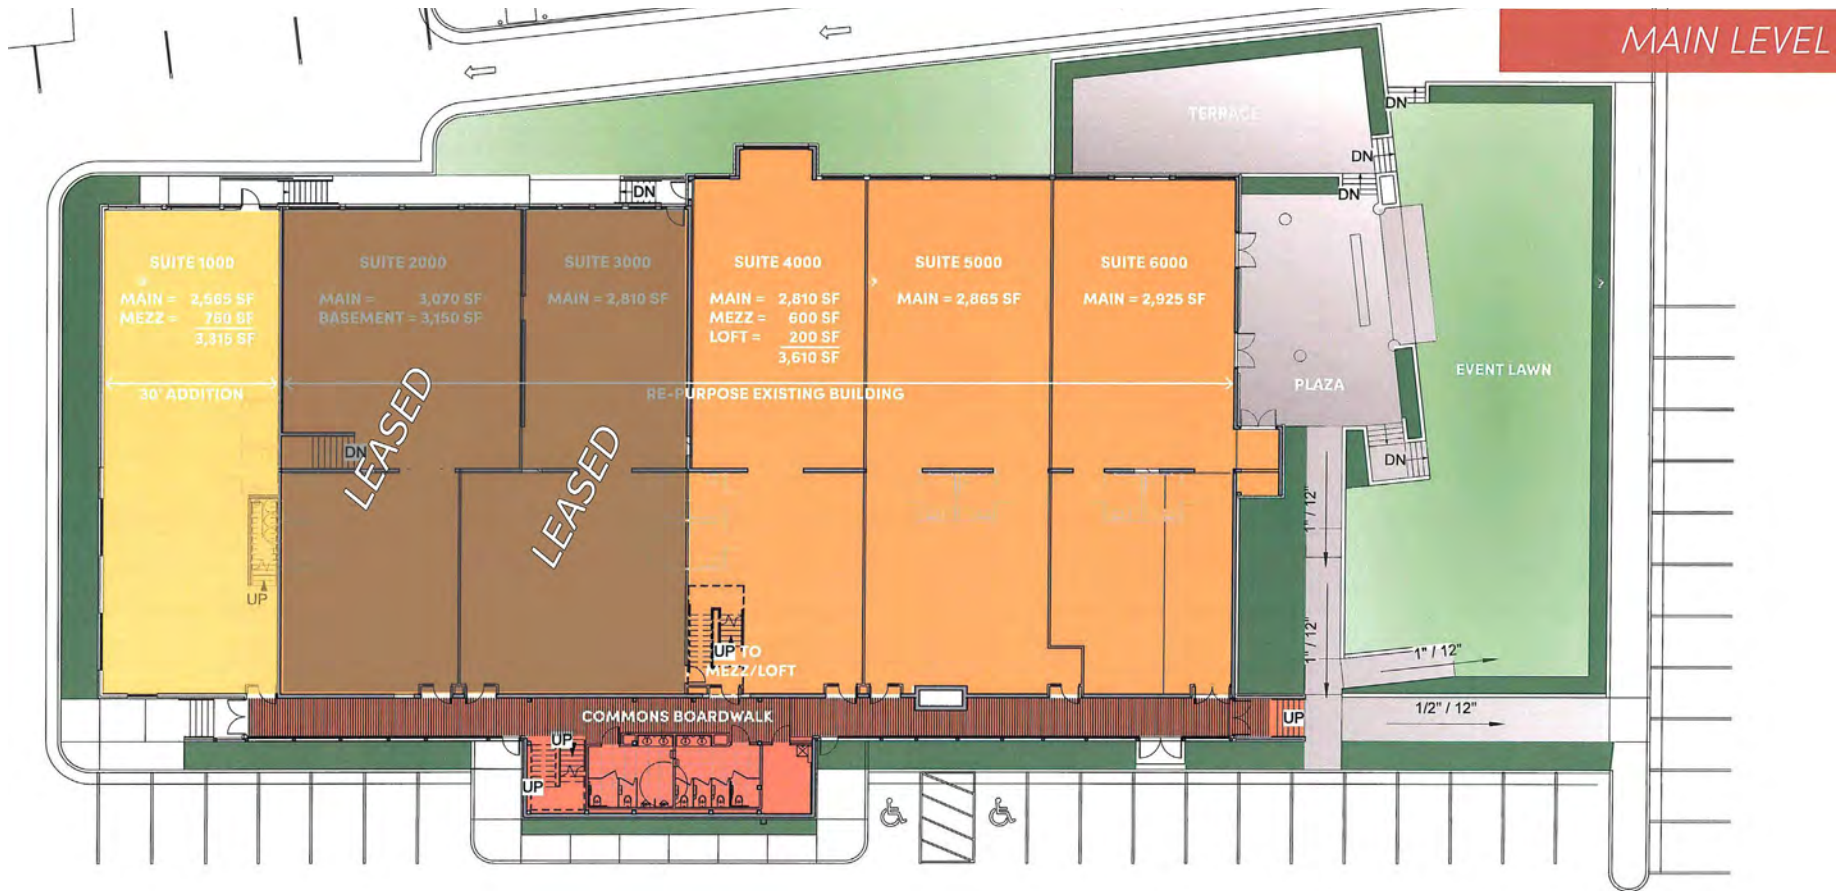 MAIN LEVEL
TERRACE
DN
DN
DN
DN
SUITE 1000
MAIN = 2,565 SF
MEZZ = 750 SF
3,315 SF
SUITE 2000
MAIN = 3,070 SF
BASEMENT = 3,150 SF
SUITE 3000
MAIN = 2,810 SF
SUITE 4000
MAIN = 2,810 SF
MEZZ = 600 SF
LOFT = 200 SF
3,610 SF
SUITE 5000
MAIN = 2,865 SF
SUITE 6000
MAIN = 2,925 SF
30' ADDITION
RE-PURPOSE EXISTING BUILDING
PLAZA
EVENT LAWN
LEASED
LEASED
DN
DN
1" / 12"
UP
1" / 12"
UP TO
MEZZ/LOFT
1" / 12"
1/2" / 12"
COMMONS BOARDWALK
UP
UP
UP